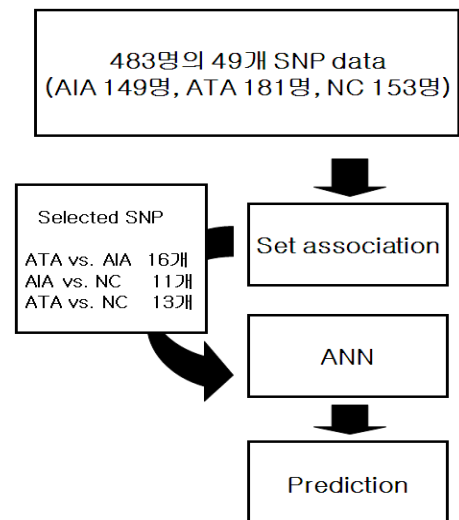 483명의 49개 SNP data
(AIA 149명, ATA 181명, NC 153명)
Set association
Selected SNP
ATA vs. AIA 16개
AIA vs. NC 11개
ATA vs. NC 13개
ANN
Prediction